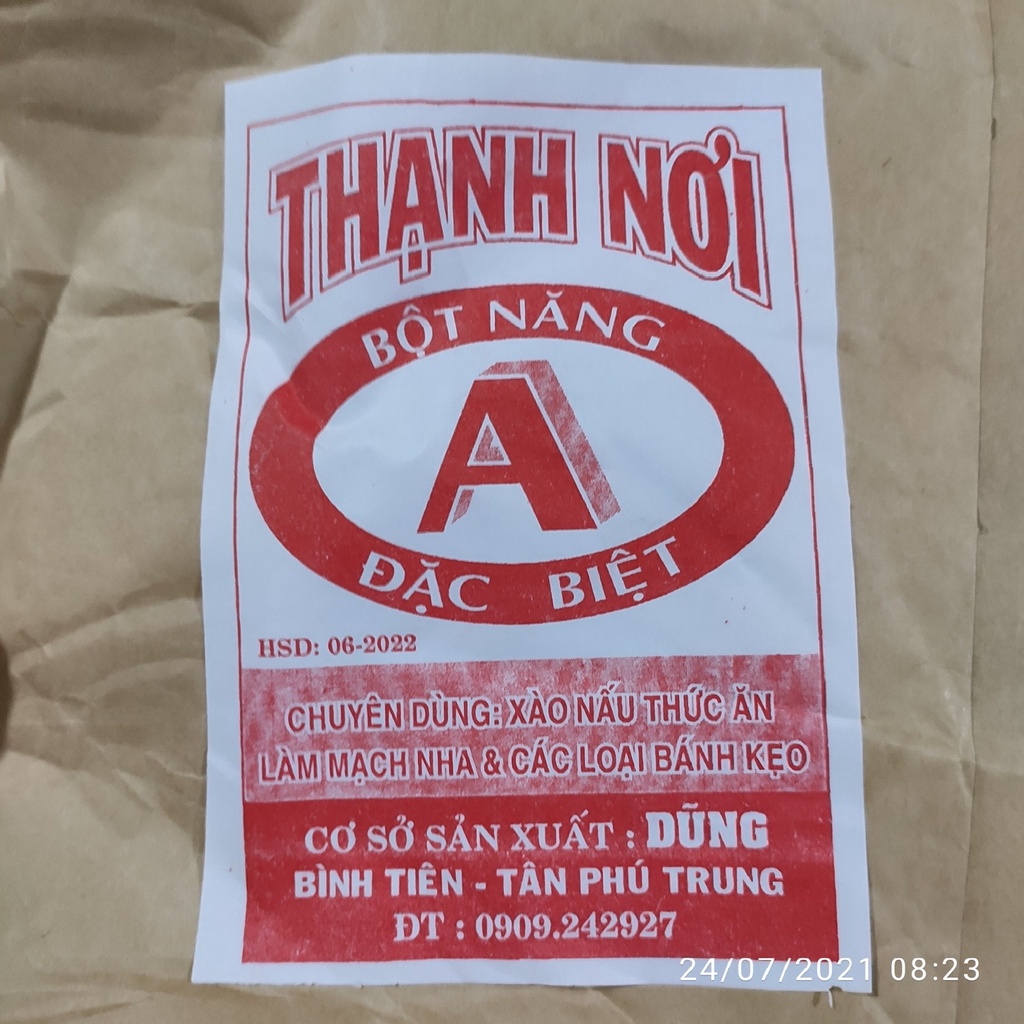 THẠNH NƠI
BỘT NĂNG
A
ĐẶC BIỆT
HSD: 06-2022
CHUYÊN DÙNG: XÀO NẤU THỨC ĂN
LÀM MẠCH NHA & CÁC LOẠI BÁNH KẸO
CƠ SỞ SẢN XUẤT : DŨNG
BÌNH TIÊN - TÂN PHÚ TRUNG
ĐT : 0909.242927
24/07/2021 08:23